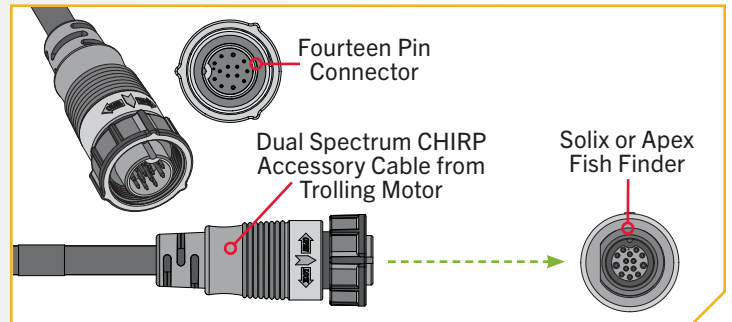 Fourteen Pin
Connector
Dual Spectrum CHIRP
Accessory Cable from
Trolling Motor
Solix or Apex
Fish Finder